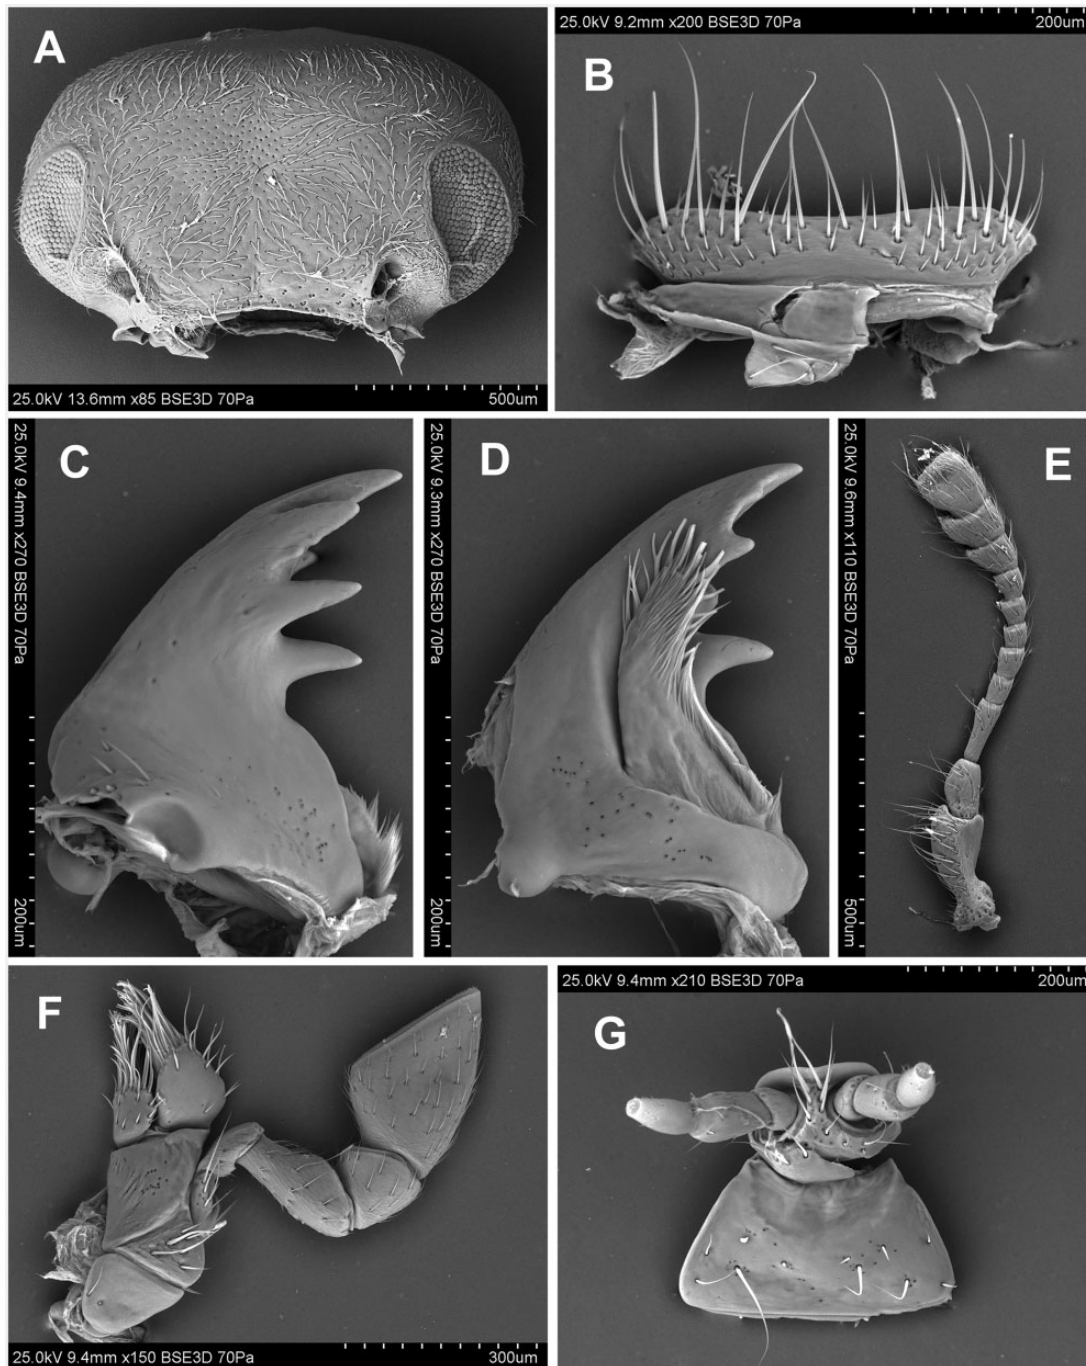 A
25.0kV 13.6mm x85 BSE3D 70Pa 500um
25.0kV 9.2mm x200 BSE3D 70Pa 200um
B
C
25.0kV 9.4mm x270 BSE3D 70Pa 200um
D
25.0kV 9.3mm x270 BSE3D 70Pa 200um
E
25.0kV 9.6mm x110 BSE3D 70Pa 500um
F
25.0kV 9.4mm x150 BSE3D 70Pa 300um
25.0kV 9.4mm x210 BSE3D 70Pa 200um
G